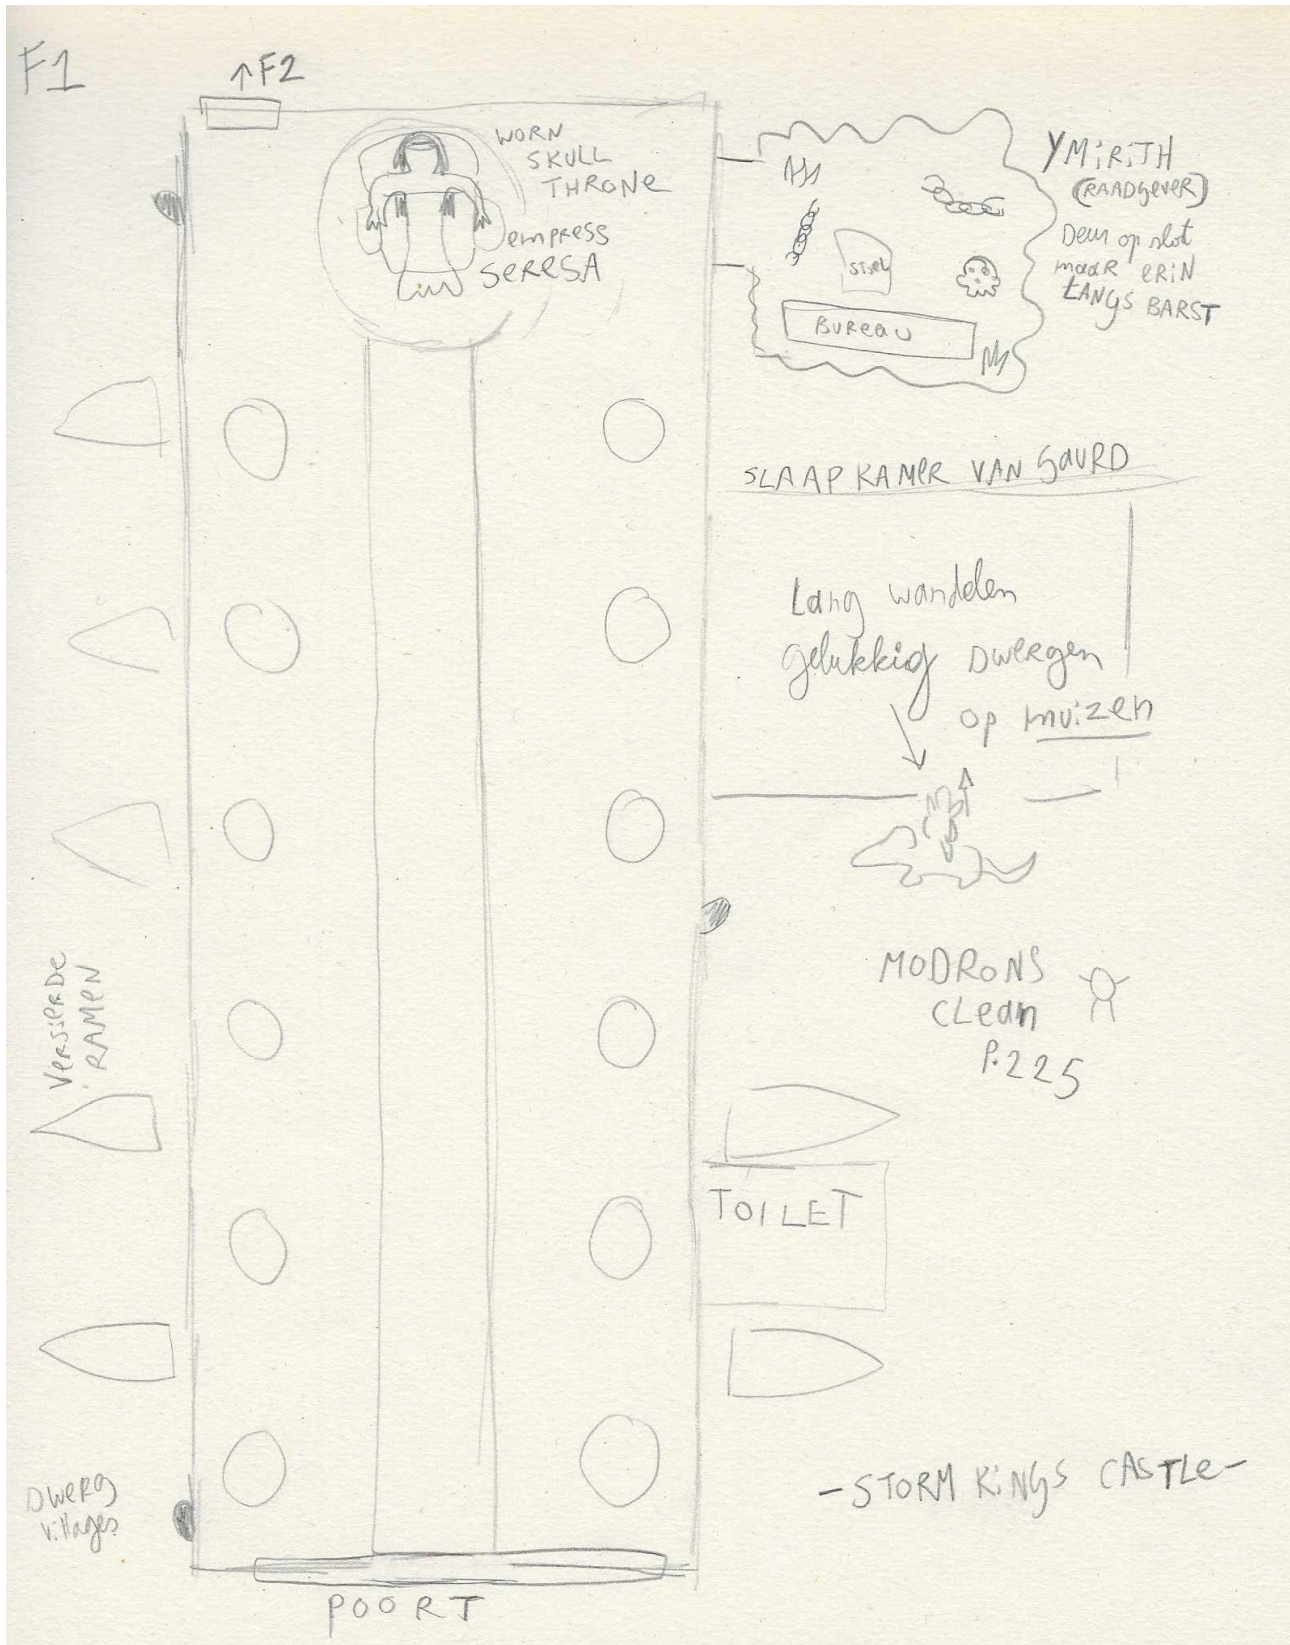 F1
↑F2
WORN
SKULL
THRONE
EMPRESS
SERESA
YMIRITH
(RAADGEVER)
Deur op slot
maar ERIN
LANGS BARST
STOEL
BUREAU
SLAAPKAMER VAN GAURD
Lang wandelen
gelukkig DWERGEN
op muizen
VERSIERDE
RAMEN
MODRONS
CLEAN
P.225
TOILET
DWERG
Villages
-STORM KINGS CASTLE-
POORT